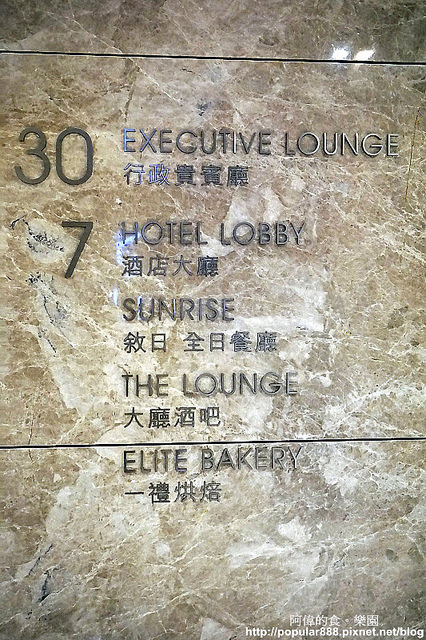 30 EXECUTIVE LOUNGE
行政貴賓廳
7 HOTEL LOBBY
酒店大廳
SUNRISE
敘日 全日餐廳
THE LOUNGE
大廳酒吧
ELITE BAKERY
一禮烘焙
阿偉的食。樂園
http://popular888.pixnet.net/blog